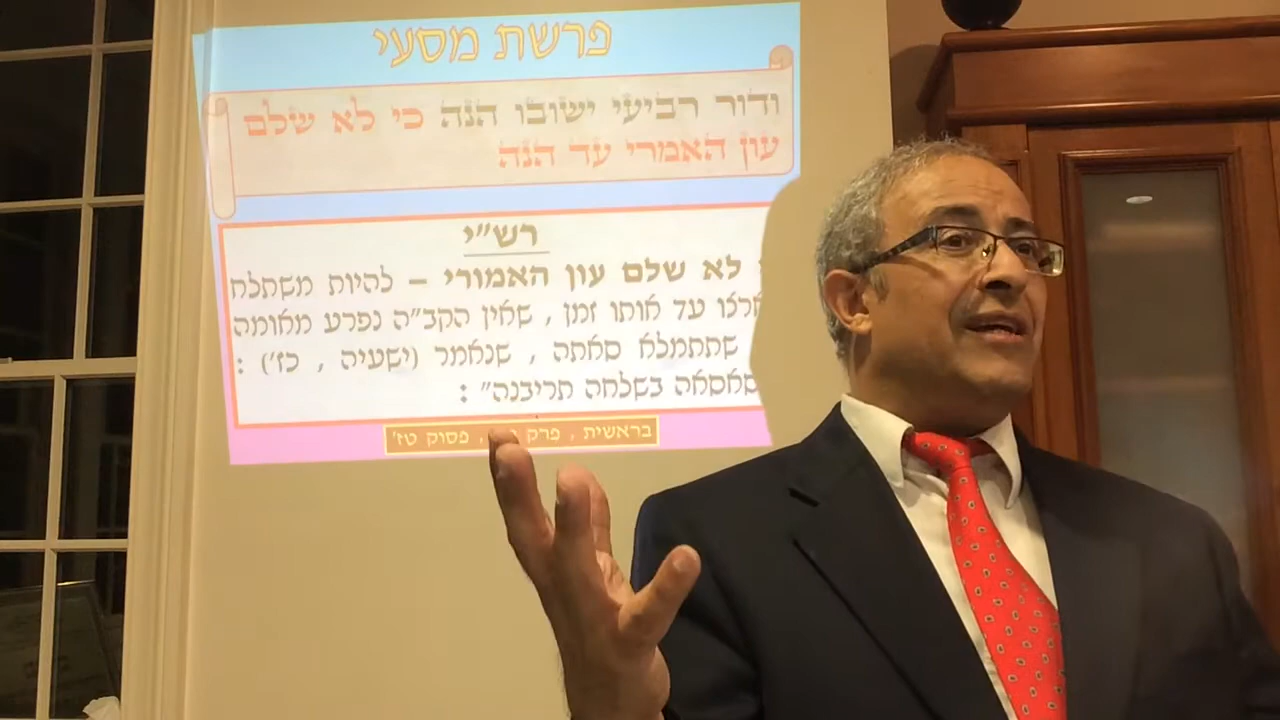 פרשת מסעי
ודור רביעי ישובו הנה כי לא שלם
עון האמרי עד הנה
רש״י
לא שלם עון האמורי – להיות משתלח
עד אותו זמן , שאין הקב״ה נפרע מאומה
שתתמלא סאתה , שנאמר (ישעיה , כז׳) :
בשלחה תריבנה״ :
בראשית , פרק , פסוק טז׳